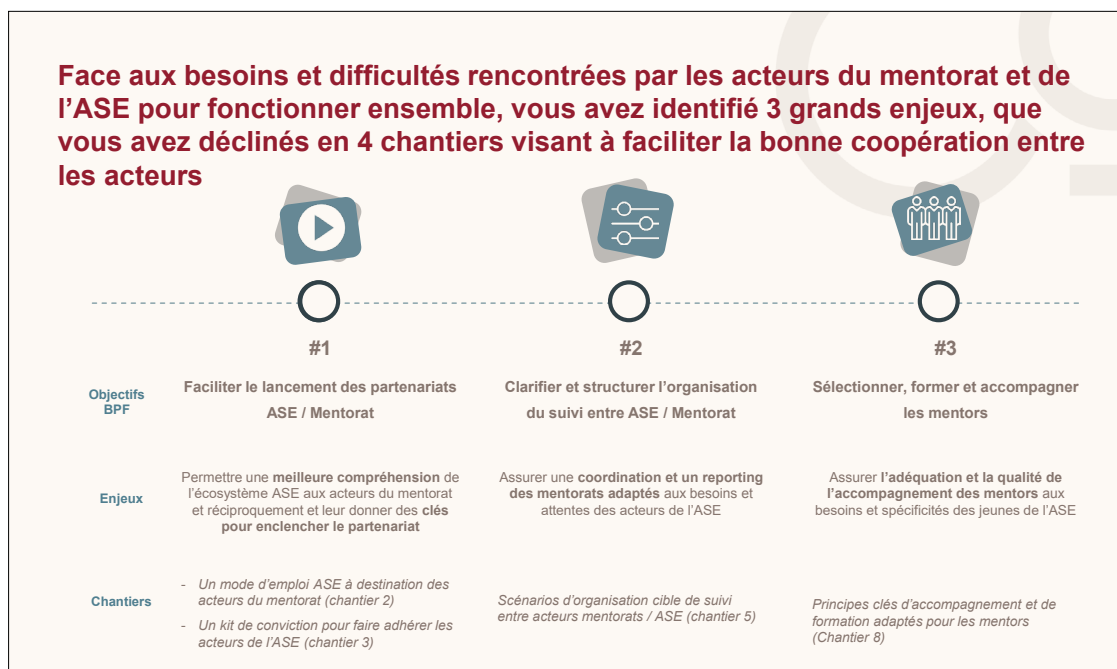 Face aux besoins et difficultés rencontrées par les acteurs du mentorat et de
l’ASE pour fonctionner ensemble, vous avez identifié 3 grands enjeux, que
vous avez déclinés en 4 chantiers visant à faciliter la bonne coopération entre
les acteurs
#1
#2
#3
Objectifs
BPF
Faciliter le lancement des partenariats
ASE / Mentorat
Clarifier et structurer l’organisation
du suivi entre ASE / Mentorat
Sélectionner, former et accompagner
les mentors
Enjeux
Permettre une meilleure compréhension de
l’écosystème ASE aux acteurs du mentorat
et réciproquement et leur donner des clés
pour enclencher le partenariat
Assurer une coordination et un reporting
des mentorats adaptés aux besoins et
attentes des acteurs de l’ASE
Assurer l’adéquation et la qualité de
l’accompagnement des mentors aux
besoins et spécificités des jeunes de l’ASE
Chantiers
- Un mode d’emploi ASE à destination des
acteurs du mentorat (chantier 2)
- Un kit de conviction pour faire adhérer les
acteurs de l’ASE (chantier 3)
Scénarios d’organisation cible de suivi
entre acteurs mentorats / ASE (chantier 5)
Principes clés d’accompagnement et de
formation adaptés pour les mentors
(Chantier 8)